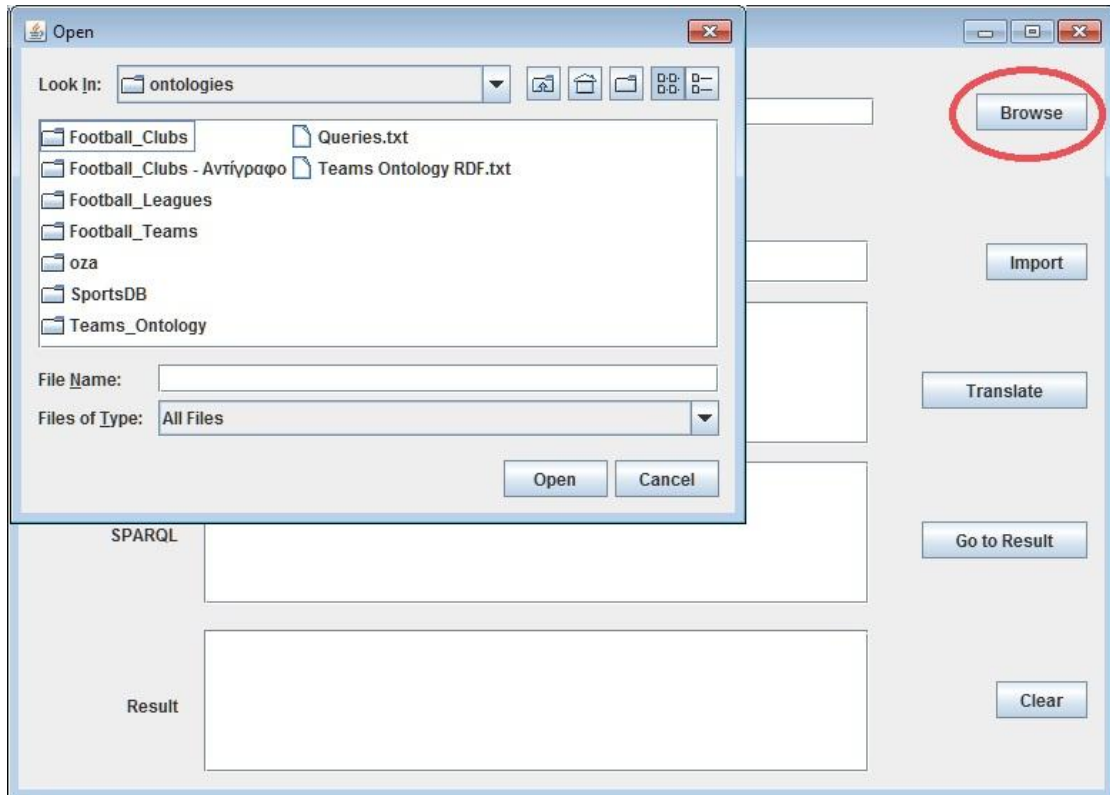 Open
Look In: ontologies
Football_Clubs
Football_Clubs - Αντίγραφο
Football_Leagues
Football_Teams
oza
SportsDB
Teams_Ontology
Queries.txt
Teams Ontology RDF.txt
File Name:
Files of Type: All Files
Open Cancel
Browse
Import
Translate
SPARQL
Go to Result
Result
Clear